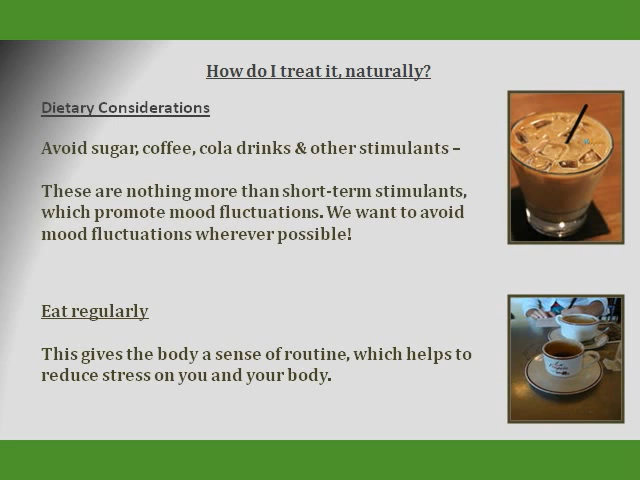 How do I treat it, naturally?
Dietary Considerations
Avoid sugar, coffee, cola drinks & other stimulants –
These are nothing more than short-term stimulants,
which promote mood fluctuations. We want to avoid
mood fluctuations wherever possible!
Eat regularly
This gives the body a sense of routine, which helps to
reduce stress on you and your body.